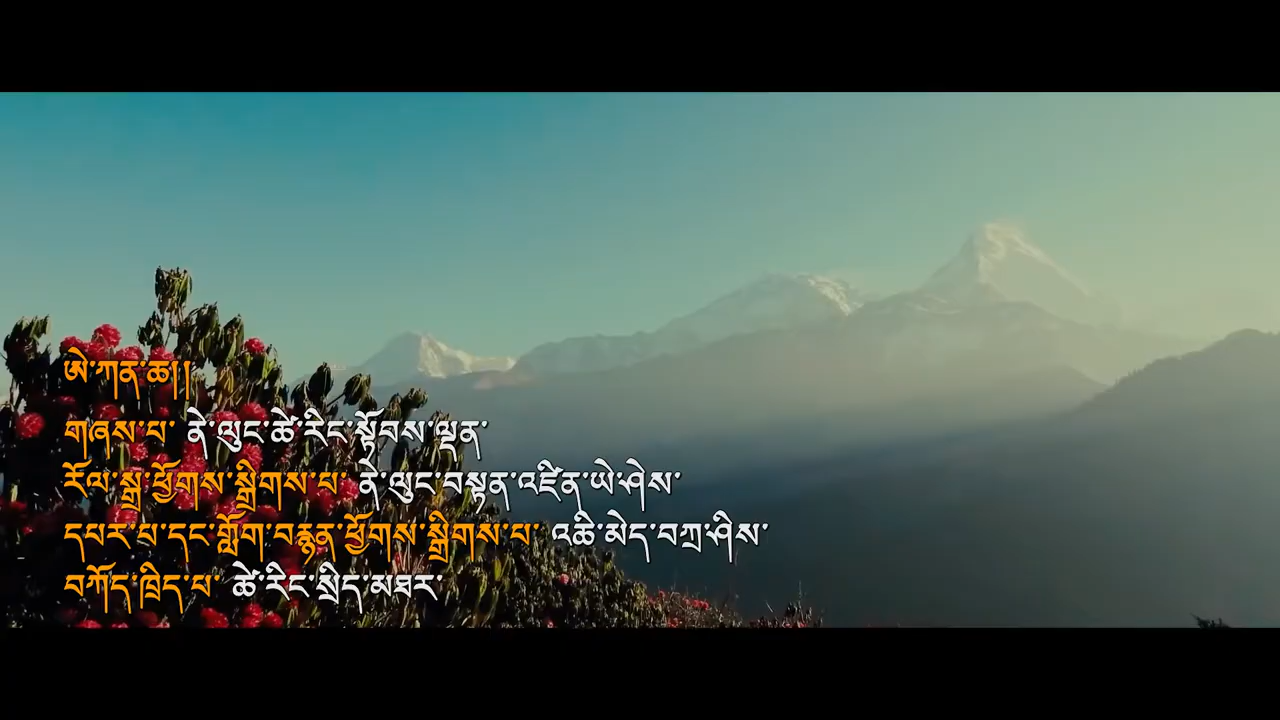 ཨེ་ཀན་ཆ།།
གཞས་པ་ ནེ་ལུང་ཚེ་རིང་སྟོབས་ལྡན་
རོལ་སྒྲ་ཕྱོགས་སྒྲིགས་པ་ ནེ་ལུང་བསྟན་འཛིན་ཡེ་ཤེས་
དཔར་པ་དང་གློག་བརྙན་ཕྱོགས་སྒྲིགས་པ་ འཆི་མེད་བཀྲ་ཤིས་
བཀོད་ཁྲིད་པ་ ཚེ་རིང་སྲིད་མཐར་